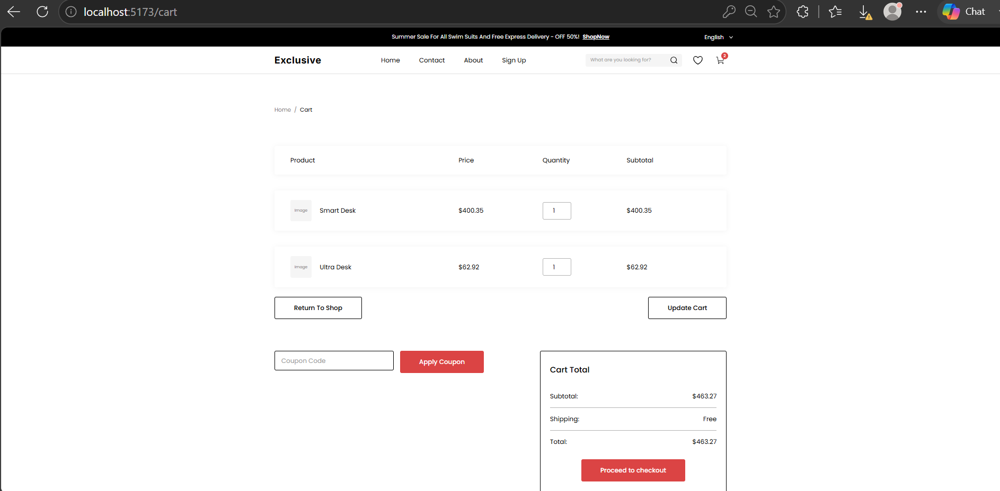 localhost:5173/cart
Chat
Summer Sale For All Swim Suits And Free Express Delivery - OFF 50%! ShopNow
English
Exclusive
Home
Contact
About
Sign Up
What are you looking for?
2
Home / Cart
Product
Price
Quantity
Subtotal
Image
Smart Desk
$400.35
1
$400.35
Image
Ultra Desk
$62.92
1
$62.92
Return To Shop
Update Cart
Coupon Code
Apply Coupon
Cart Total
Subtotal:
$463.27
Shipping:
Free
Total:
$463.27
Proceed to checkout